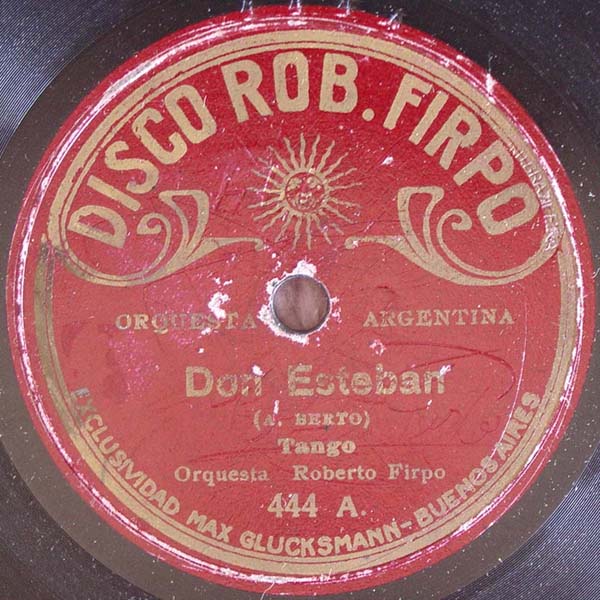 DISCO ROB. FIRPO
ORQUESTA ARGENTINA
Don Esteban
(A. BERTO)
Tango
Orquesta Roberto Firpo
444 A.
EXCLUSIVIDAD MAX GLUCKSMANN-BUENOS AIRES